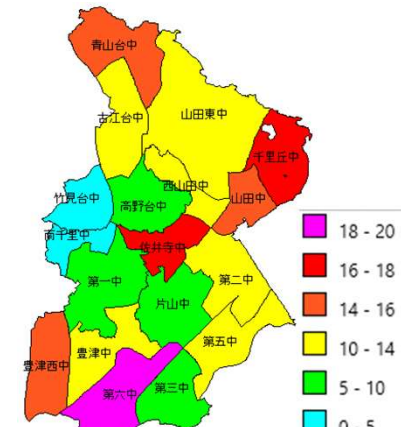 青山台中
古江台中
山田東中
千里丘中
西山田中
竹見台中
高野台中
山田中
南千里中
佐井寺中
第一中
第二中
片山中
第五中
豊津中
豊津西中
第六中
第三中
18 - 20
16 - 18
14 - 16
10 - 14
5 - 10
0 - 5